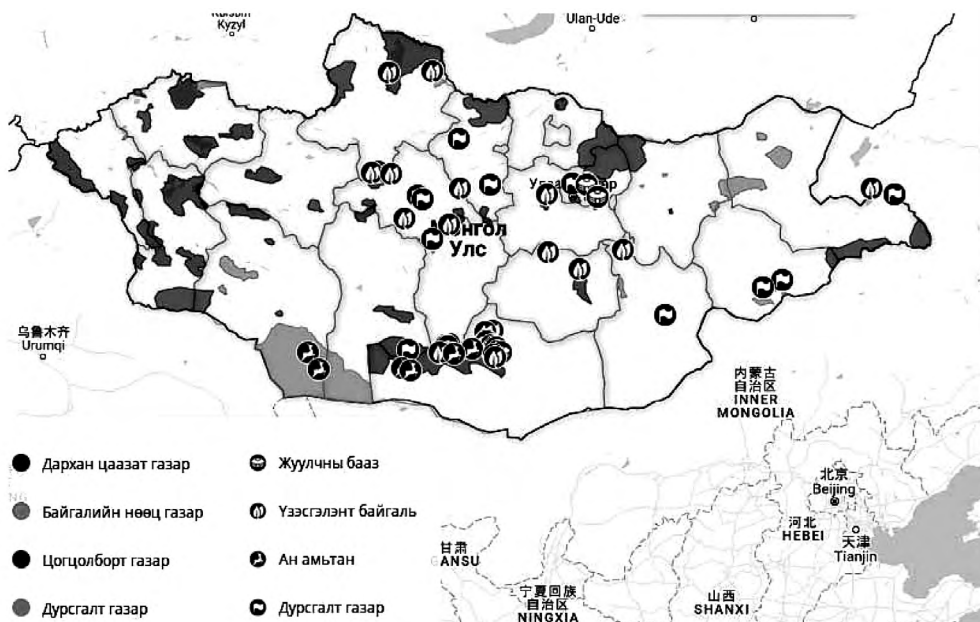 Kyzyl
Ulan-Ude
Улс
乌鲁木齐
Urumqi
内蒙古
自治区
INNER
MONGOLIA
Дархан цаазат газар
Байгалийн нөөц газар
Цогцолборт газар
Дурсгалт газар
Жуулчны бааз
Үзэсгэлэнт байгаль
Ан амьтан
Дурсгалт газар
北京
Beijing
河北
HEBEI
天津
Tianjin
甘肃
GANSU
宁夏回族
自治区
NINGXIA
山西
SHANXI